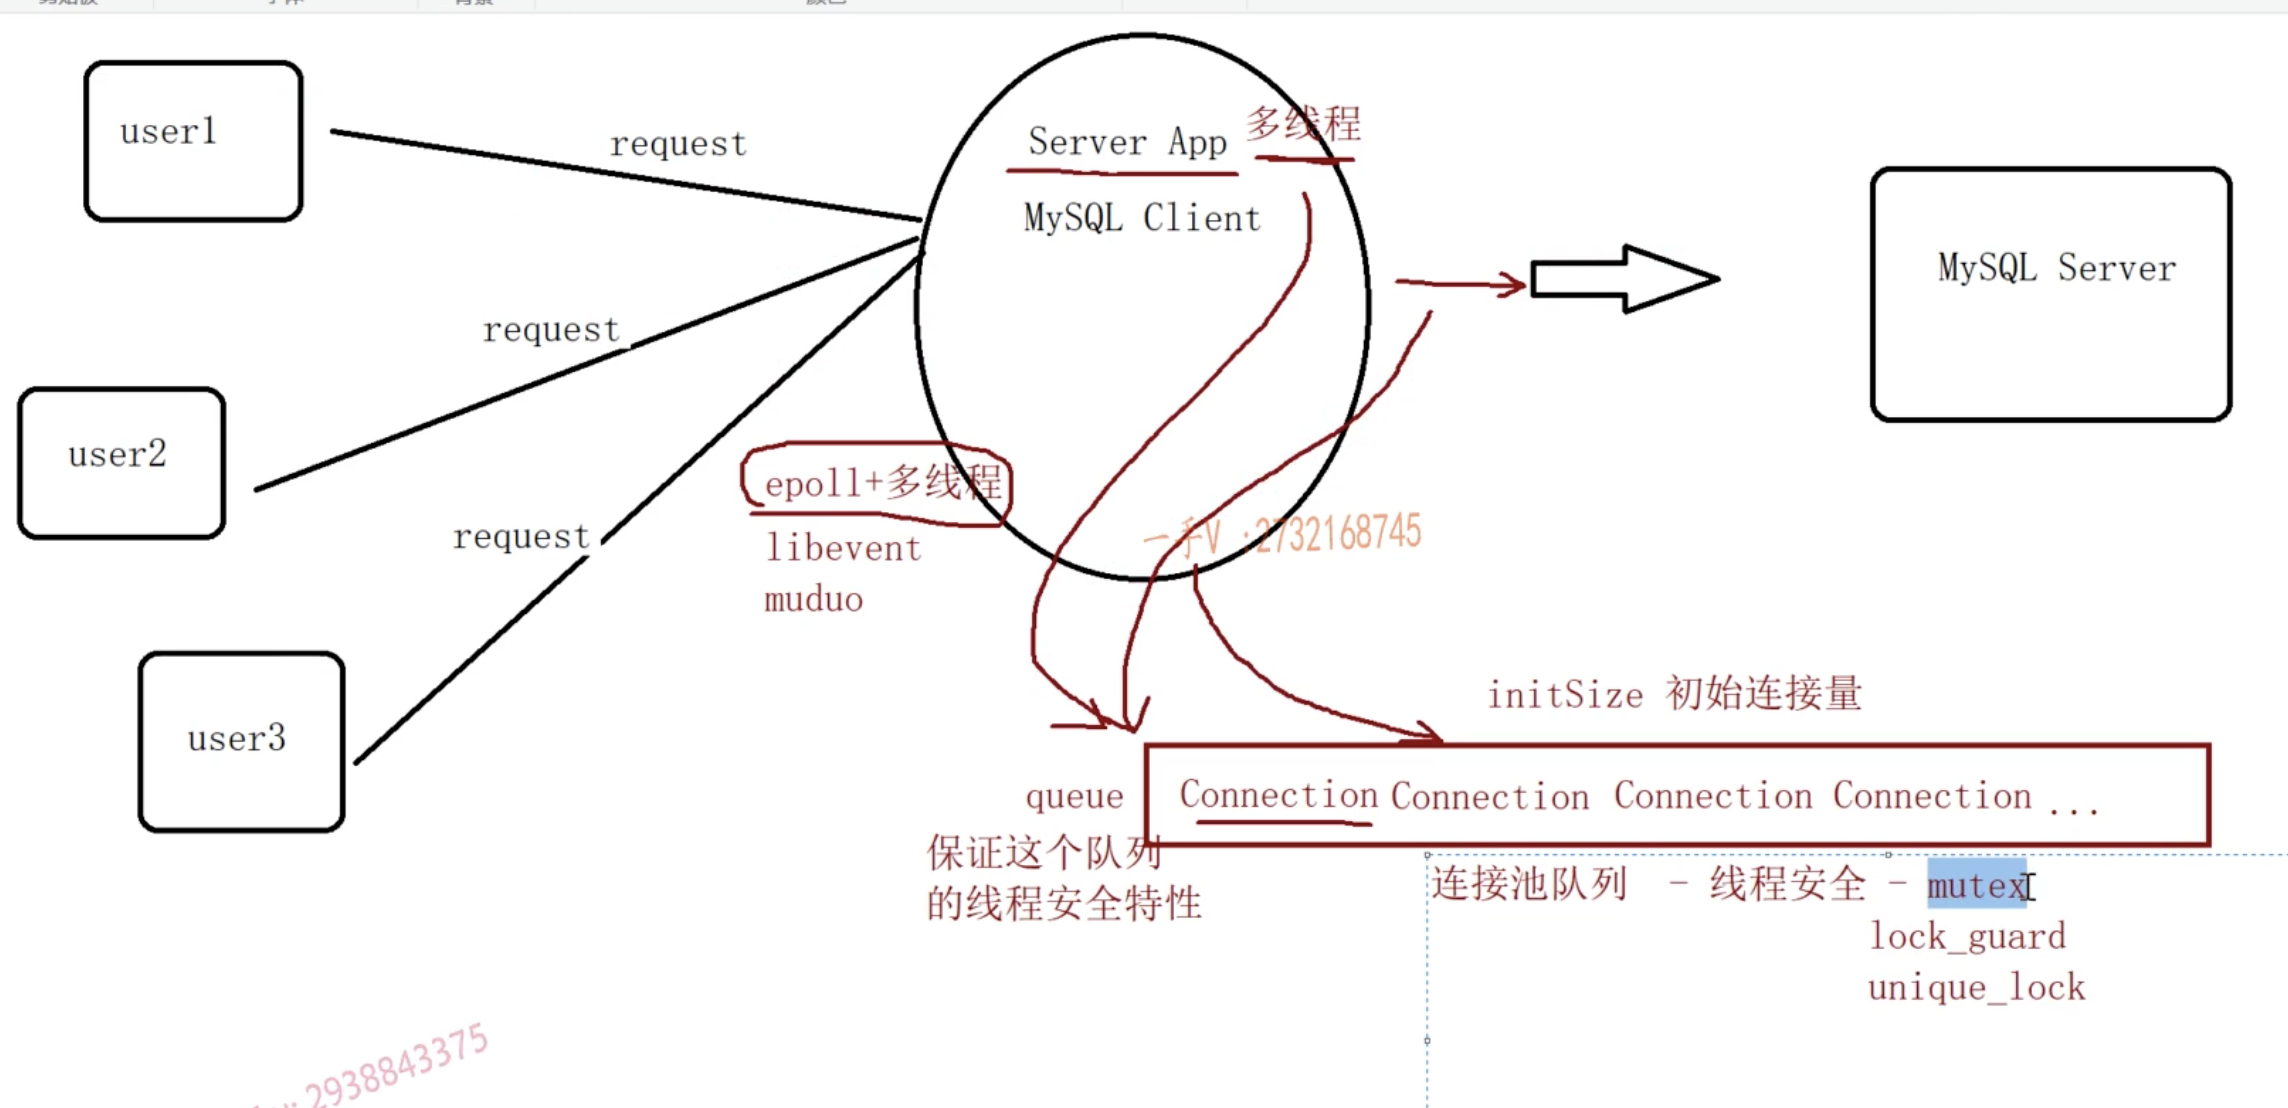 user1
request
Server App 多线程
MySQL Client
MySQL Server
request
user2
epoll+多线程
request
一手V :2732168745
libevent
muduo
user3
initSize 初始连接量
queue
Connection Connection Connection Connection ...
保证这个队列
的线程安全特性
连接池队列 - 线程安全 - mutex
lock_guard
unique_lock
2938843375